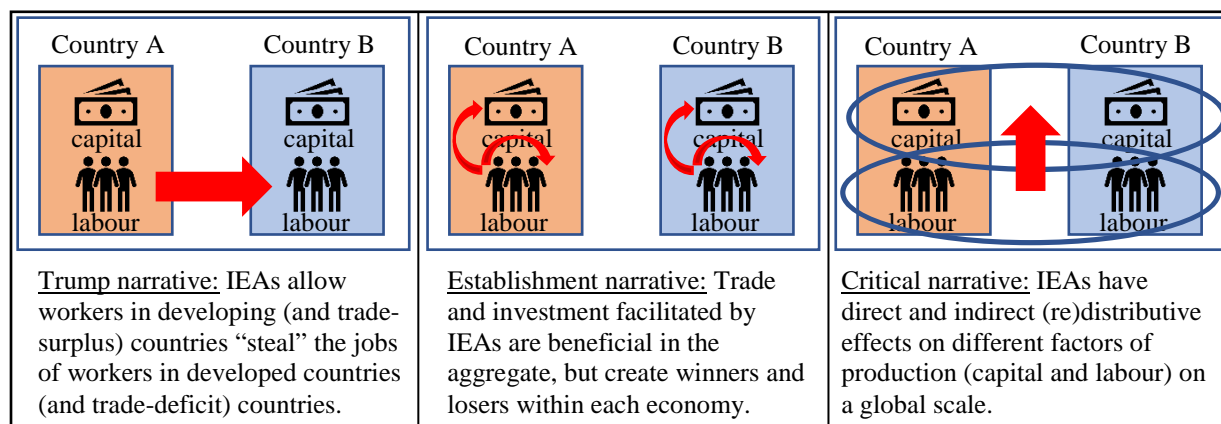 Country A
Country B
capital
capital
labour
labour
Trump narrative: IEAs allow
workers in developing (and trade-
surplus) countries “steal” the jobs
of workers in developed countries
(and trade-deficit) countries.
Country A
Country B
capital
capital
labour
labour
Establishment narrative: Trade
and investment facilitated by
IEAs are beneficial in the
aggregate, but create winners and
losers within each economy.
Country A
Country B
capital
capital
labour
labour
Critical narrative: IEAs have
direct and indirect (re)distributive
effects on different factors of
production (capital and labour) on
a global scale.